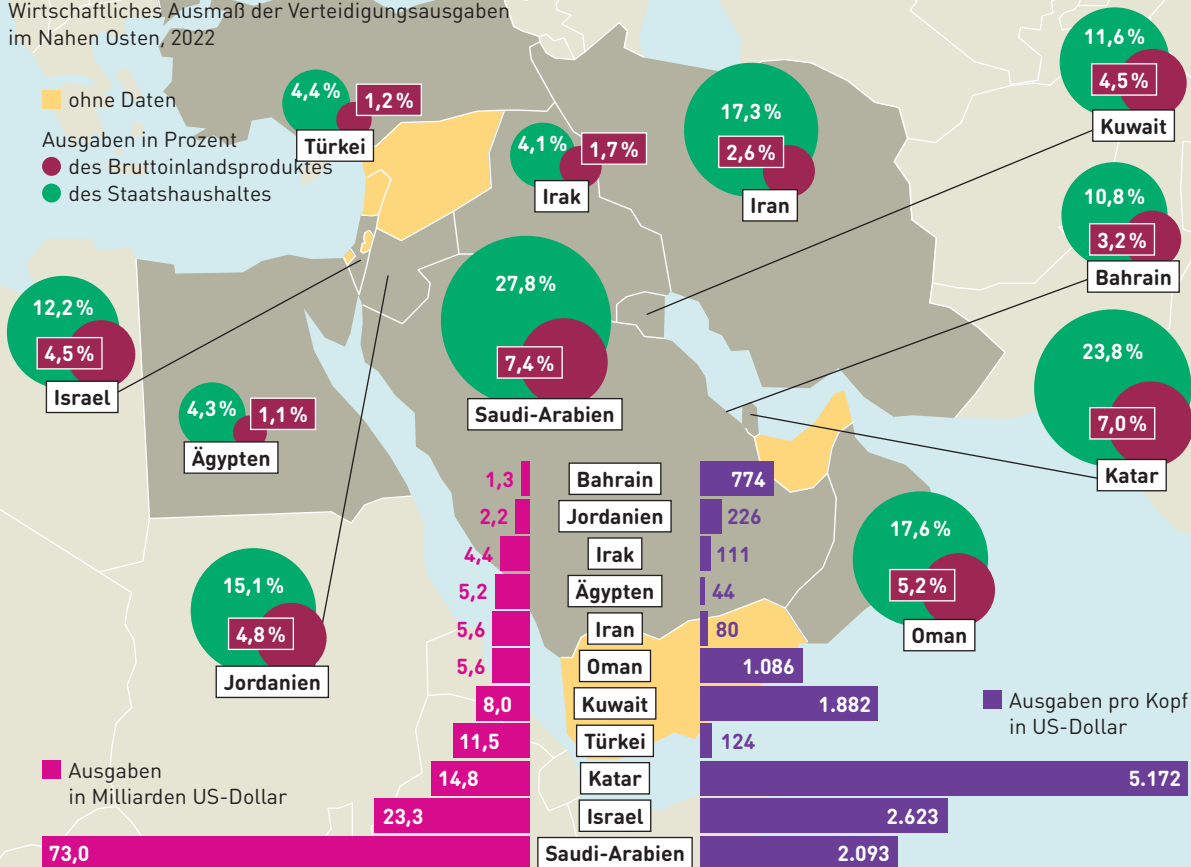 Wirtschaftliches Ausmaß der Verteidigungsausgaben
im Nahen Osten, 2022
ohne Daten
Ausgaben in Prozent
des Bruttoinlandsproduktes
des Staatshaushaltes
4,4 %
1,2 %
Türkei
4,1 %
1,7 %
Irak
17,3 %
2,6 %
Iran
11,6 %
4,5 %
Kuwait
10,8 %
3,2 %
Bahrain
12,2 %
4,5 %
Israel
4,3 %
1,1 %
Ägypten
27,8 %
7,4 %
Saudi-Arabien
23,8 %
7,0 %
Katar
15,1 %
4,8 %
Jordanien
17,6 %
5,2 %
Oman
1,3 Bahrain 774
2,2 Jordanien 226
4,4 Irak 111
5,2 Ägypten 44
5,6 Iran 80
5,6 Oman 1.086
8,0 Kuwait 1.882
11,5 Türkei 124
14,8 Katar 5.172
23,3 Israel 2.623
73,0 Saudi-Arabien 2.093
Ausgaben
in Milliarden US-Dollar
Ausgaben pro Kopf
in US-Dollar